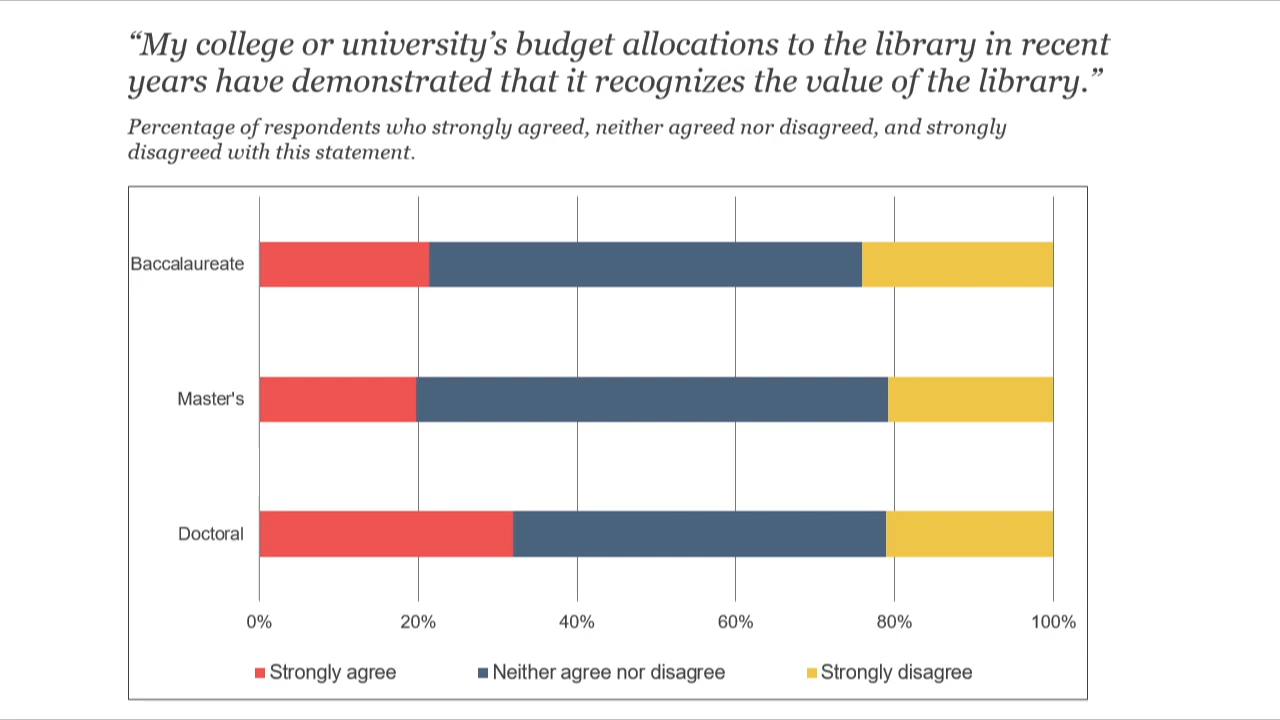 “My college or university’s budget allocations to the library in recent
years have demonstrated that it recognizes the value of the library.”
Percentage of respondents who strongly agreed, neither agreed nor disagreed, and strongly
disagreed with this statement.
Baccalaureate
Master's
Doctoral
0% 20% 40% 60% 80% 100%
Strongly agree Neither agree nor disagree Strongly disagree